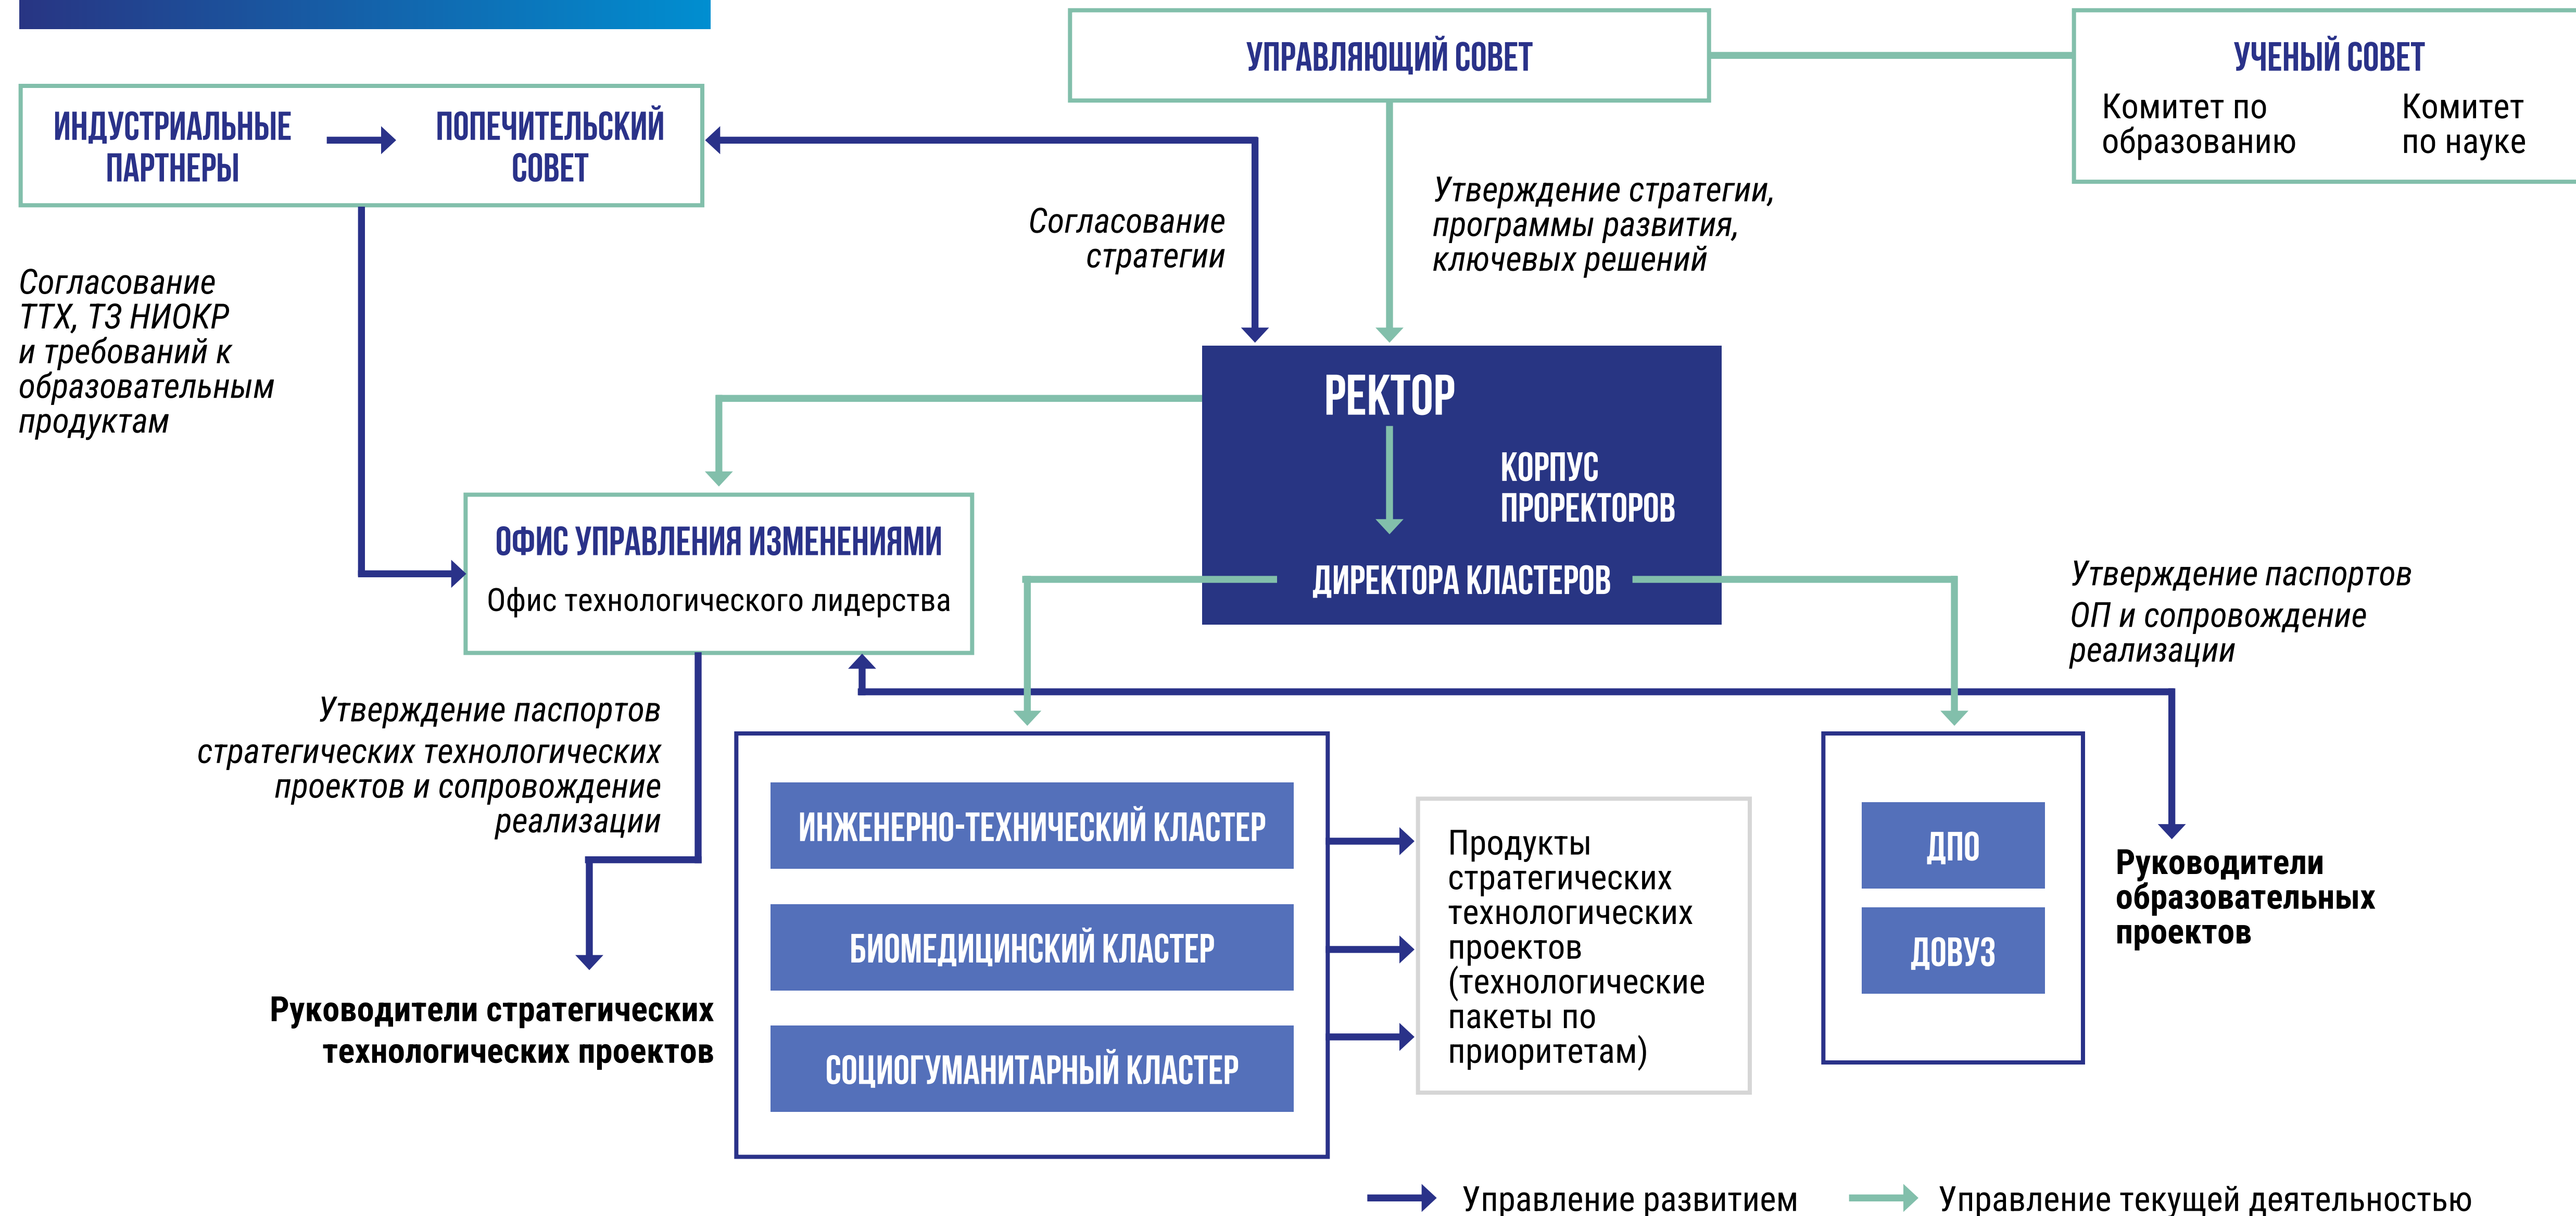 УПРАВЛЯЮЩИЙ СОВЕТ
УЧЕНЫЙ СОВЕТ
Комитет по
образованию
Комитет
по науке
ИНДУСТРИАЛЬНЫЕ
ПАРТНЕРЫ
ПОПЕЧИТЕЛЬСКИЙ
СОВЕТ
Согласование
стратегии
Утверждение стратегии,
программы развития,
ключевых решений
Согласование
ТТХ, ТЗ НИОКР
и требований к
образовательным
продуктам
РЕКТОР
КОРПУС
ПРОРЕКТОРОВ
ДИРЕКТОРА КЛАСТЕРОВ
ОФИС УПРАВЛЕНИЯ ИЗМЕНЕНИЯМИ
Офис технологического лидерства
Утверждение паспортов
ОП и сопровождение
реализации
Утверждение паспортов
стратегических технологических
проектов и сопровождение
реализации
Руководители стратегических
технологических проектов
ИНЖЕНЕРНО-ТЕХНИЧЕСКИЙ КЛАСТЕР
БИОМЕДИЦИНСКИЙ КЛАСТЕР
СОЦИОГУМАНИТАРНЫЙ КЛАСТЕР
Продукты
стратегических
технологических
проектов
(технологические
пакеты по
приоритетам)
ДПО
ДОВУЗ
Руководители
образовательных
проектов
Управление развитием
Управление текущей деятельностью